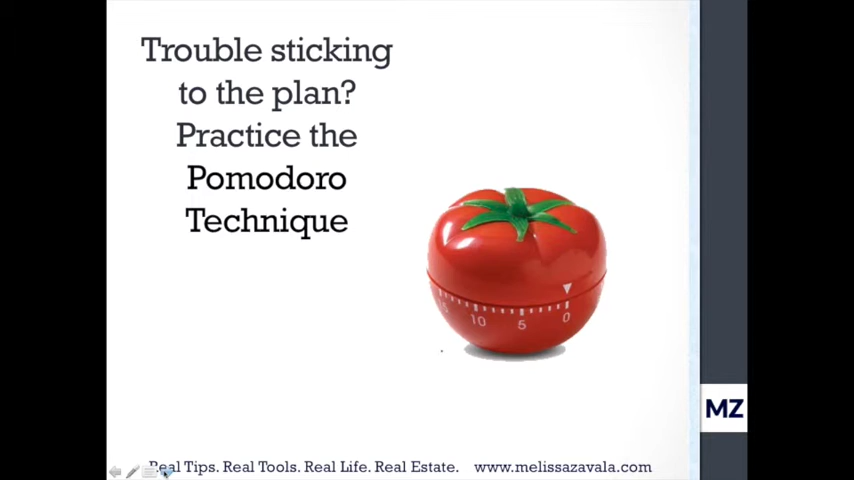 Trouble sticking
to the plan?
Practice the
Pomodoro
Technique
10 5 0
MZ
Real Tips. Real Tools. Real Life. Real Estate. www.melissazavala.com